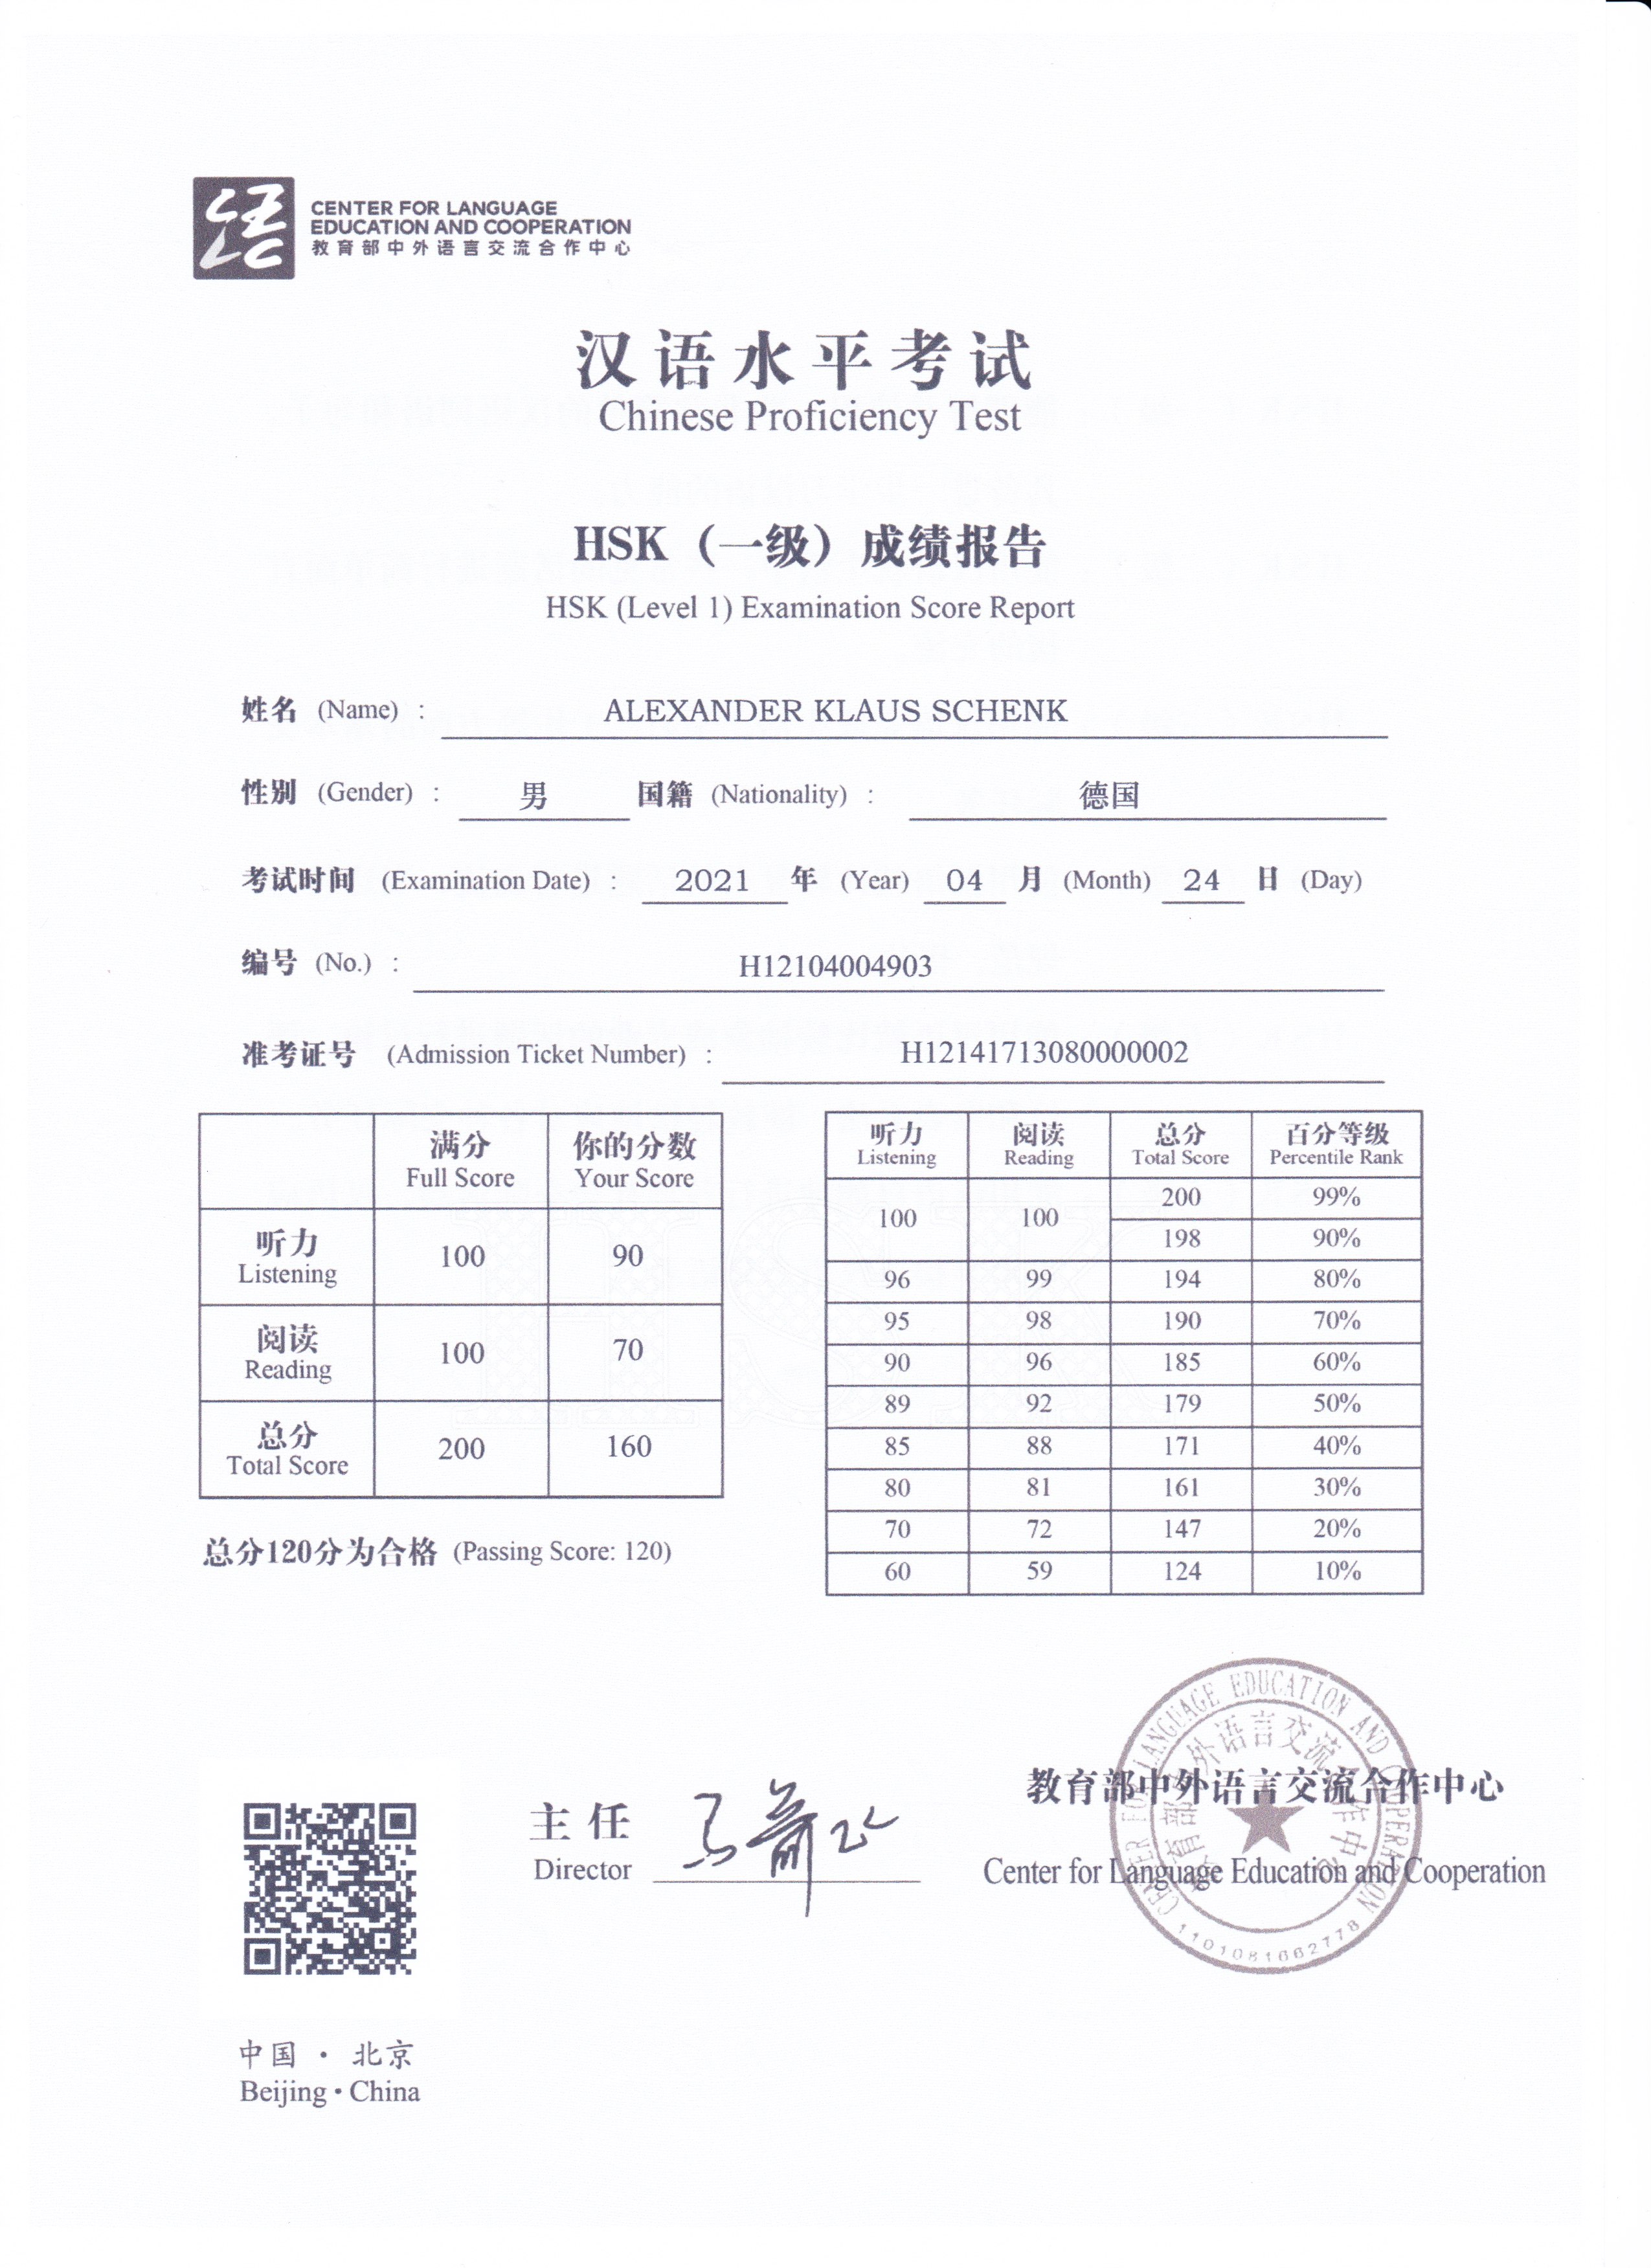 CENTER FOR LANGUAGE
EDUCATION AND COOPERATION
教育部中外语言交流合作中心
汉语水平考试
Chinese Proficiency Test
HSK（一级）成绩报告
HSK (Level 1) Examination Score Report
姓名 (Name) : ALEXANDER KLAUS SCHENK
性别 (Gender) : 男 国籍 (Nationality) : 德国
考试时间 (Examination Date) : 2021 年 (Year) 04 月 (Month) 24 日 (Day)
编号 (No.) : H12104004903
准考证号 (Admission Ticket Number) : H12141713080000002
满分 你的分数
Full Score Your Score
听力
Listening 100 90
阅读
Reading 100 70
总分
Total Score 200 160
总分120分为合格 (Passing Score: 120)
听力 阅读 总分 百分等级
Listening Reading Total Score Percentile Rank
100 100 200 99%
198 90%
96 99 194 80%
95 98 190 70%
90 96 185 60%
89 92 179 50%
85 88 171 40%
80 81 161 30%
70 72 147 20%
60 59 124 10%
主任
Director
教育部中外语言交流合作中心
Center for Language Education and Cooperation
CENTER FOR LANGUAGE EDUCATION AND COOPERATION
教育部中外语言交流合作中心
1101081662778
中国 · 北京
Beijing · China